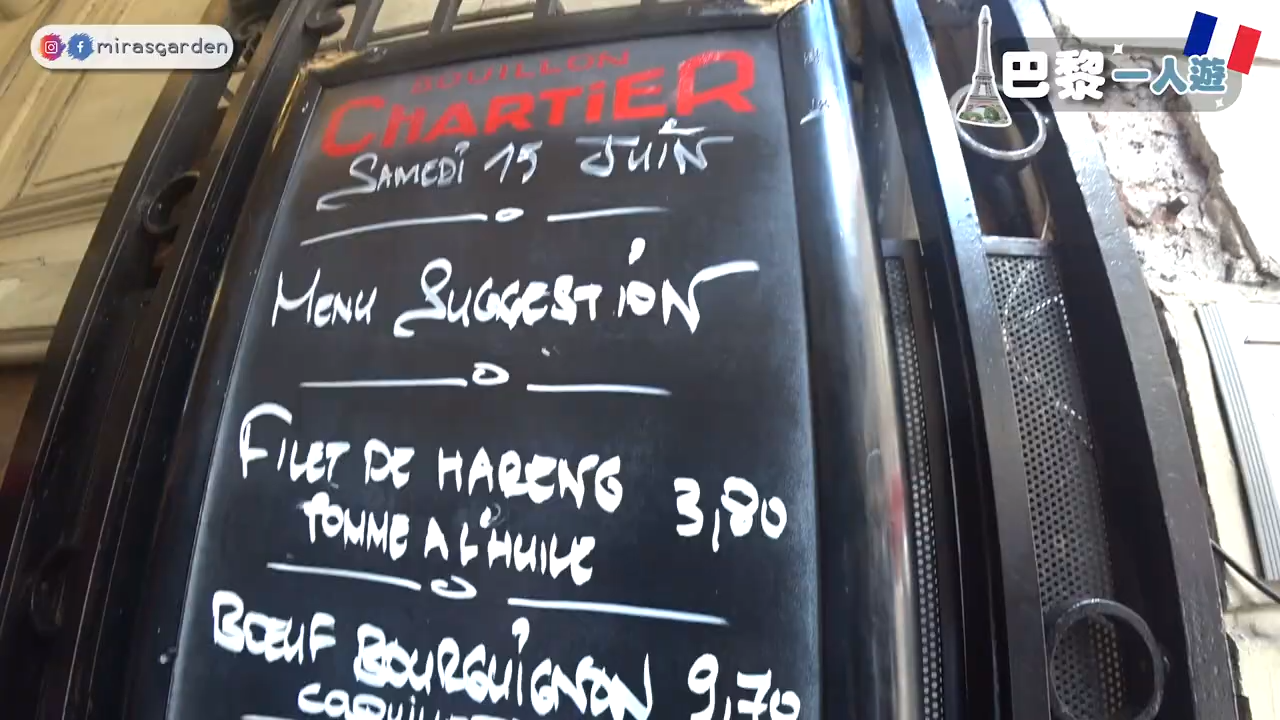 mirasgarden
巴黎一人遊
BOUILLON
CHARTIER
SAMEDI 15 JUIN
MENU SUGGESTION
FILET DE HARENG 3,80
POMME A L'HUILE
BŒUF BOURGUIGNON 9,70